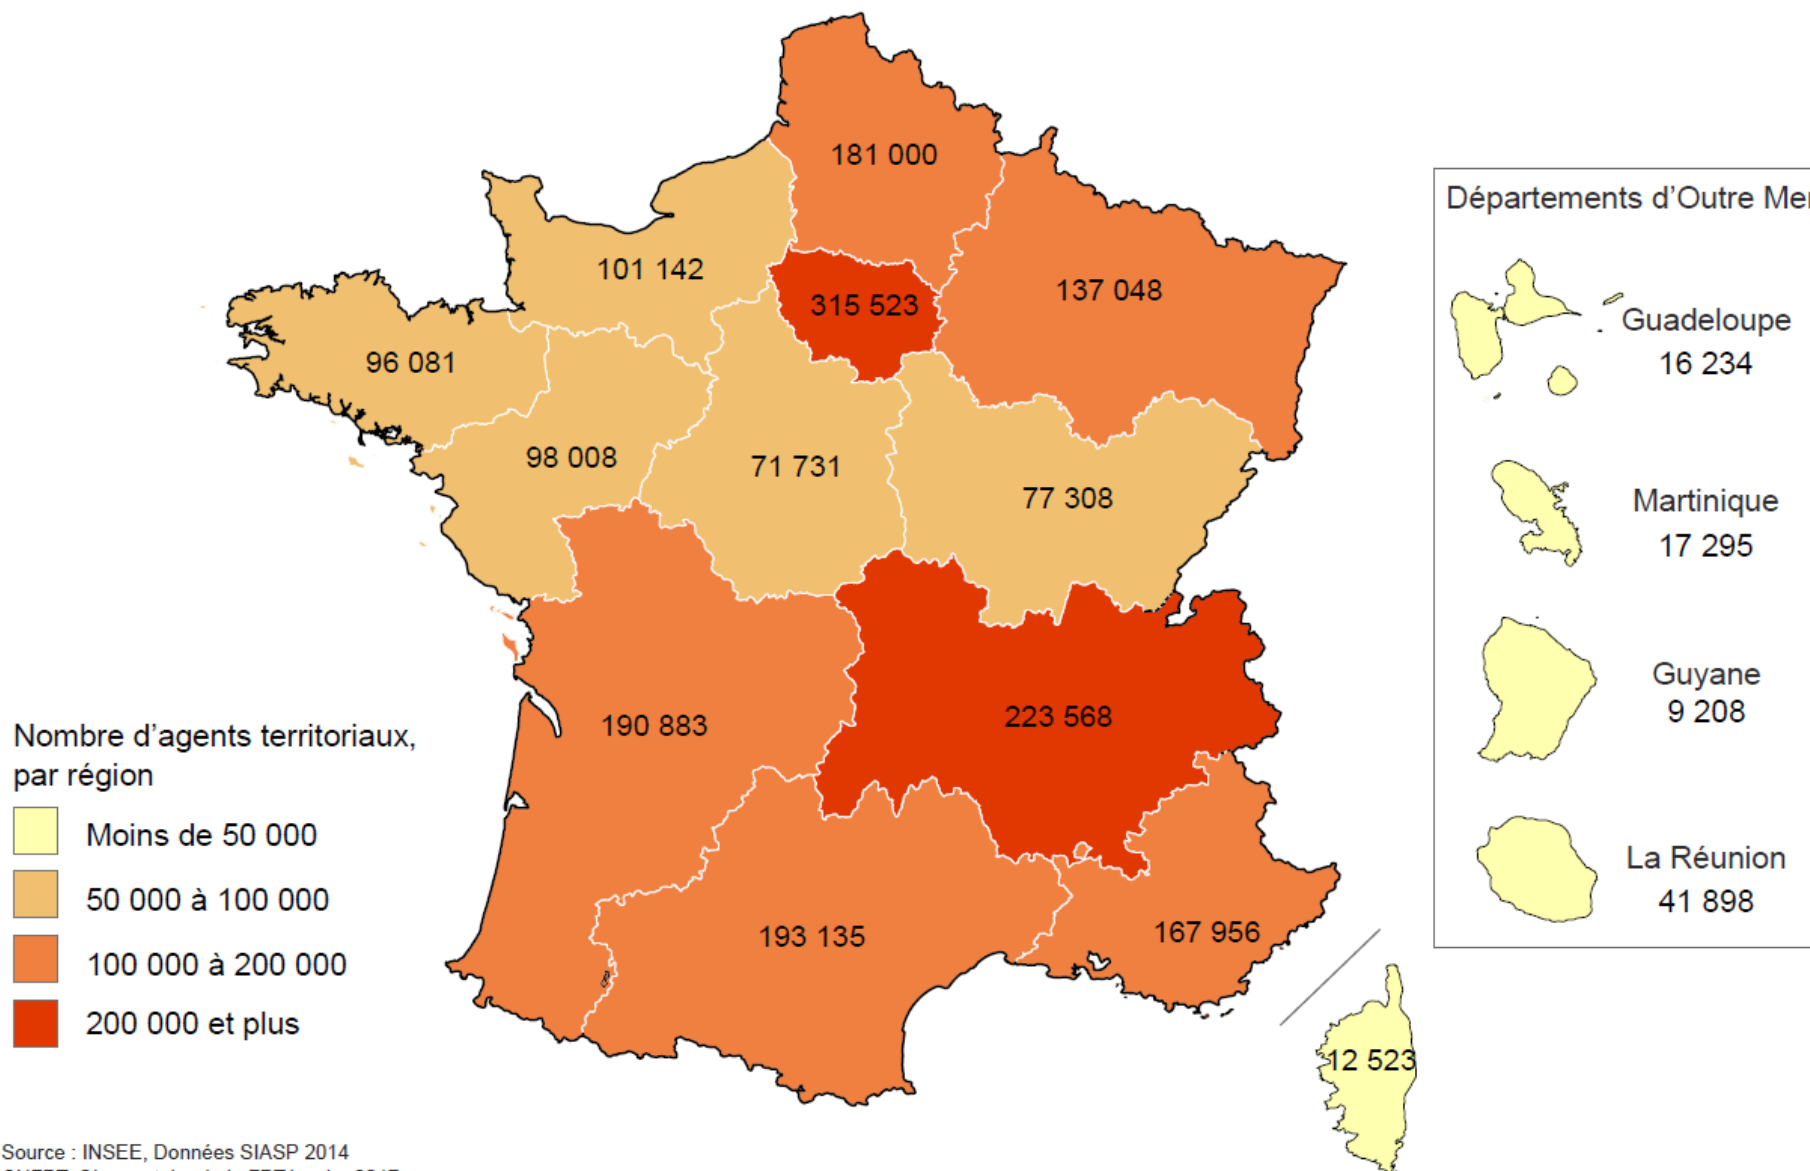 181 000
101 142
315 523
137 048
96 081
98 008
71 731
77 308
190 883
223 568
193 135
167 956
12 523
Départements d'Outre Mer
Guadeloupe
16 234
Martinique
17 295
Guyane
9 208
La Réunion
41 898
Nombre d'agents territoriaux,
par région
Moins de 50 000
50 000 à 100 000
100 000 à 200 000
200 000 et plus
Source : INSEE, Données SIASP 2014